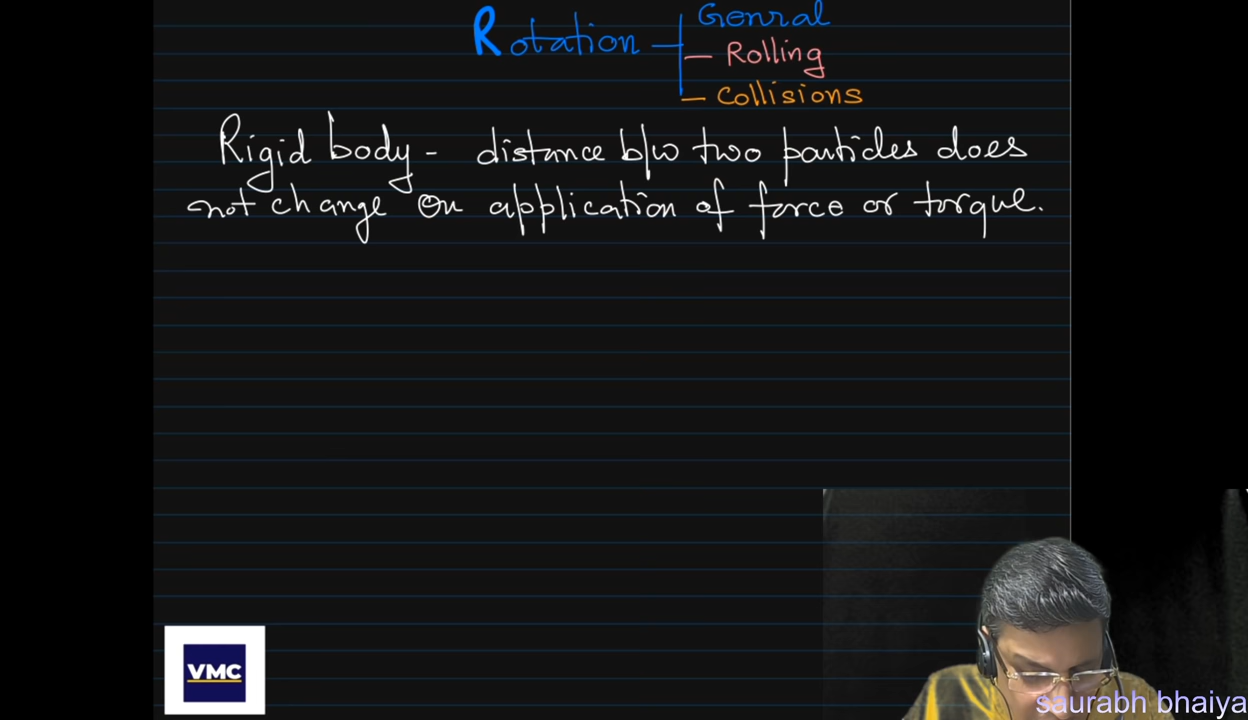 Rotation
Genral
- Rolling
- Collisions
Rigid body - distance b/w two particles does
not change on application of force or torque.
VMC
saurabh bhaiya